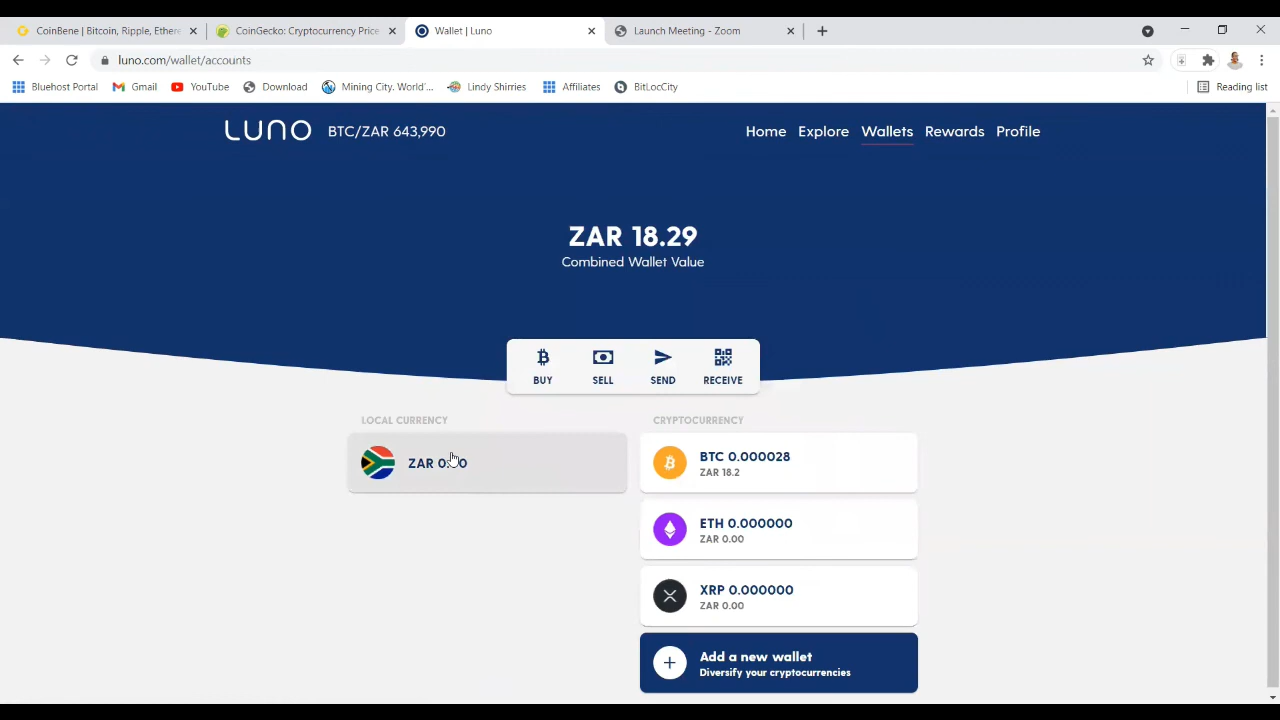 CoinBene | Bitcoin, Ripple, Ethere
CoinGecko: Cryptocurrency Price
Wallet | Luno
Launch Meeting - Zoom
luno.com/wallet/accounts
Bluehost Portal
Gmail
YouTube
Download
Mining City. World'...
Lindy Shirries
Affiliates
BitLocCity
Reading list
LUNO
BTC/ZAR 643,990
Home
Explore
Wallets
Rewards
Profile
ZAR 18.29
Combined Wallet Value
BUY
SELL
SEND
RECEIVE
LOCAL CURRENCY
ZAR
CRYPTOCURRENCY
BTC 0.000028
ZAR 18.2
ETH 0.000000
ZAR 0.00
XRP 0.000000
ZAR 0.00
Add a new wallet
Diversify your cryptocurrencies